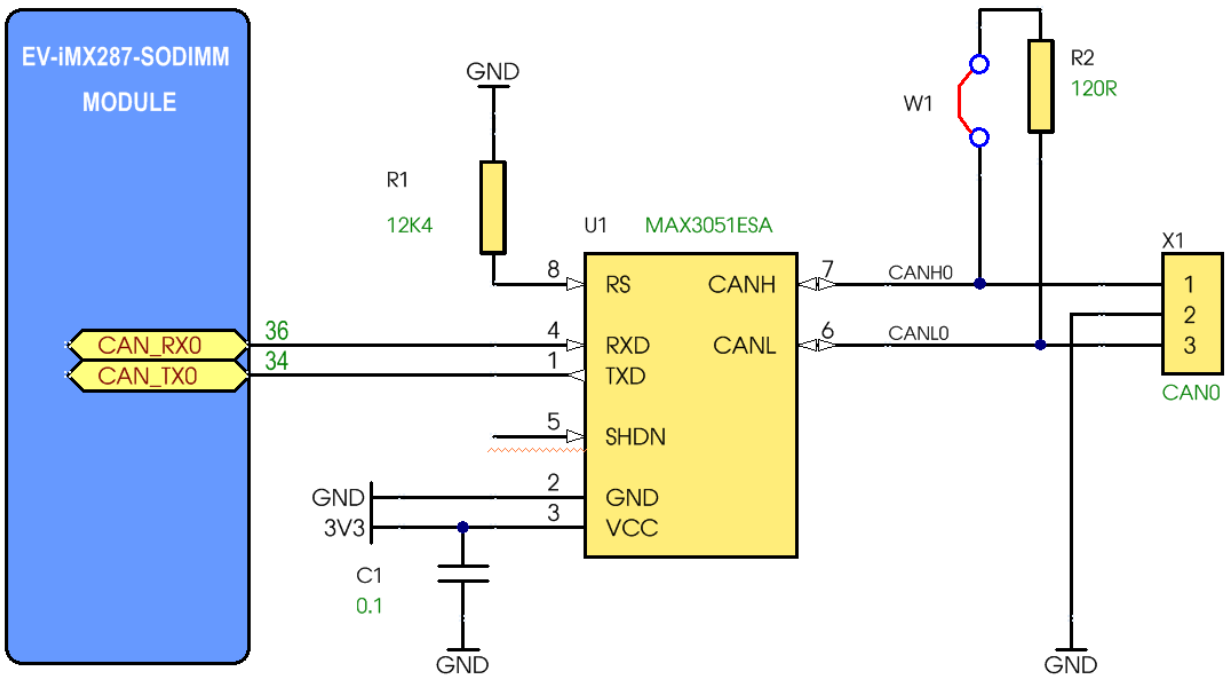 EV-iMX287-SODIMM
MODULE
GND
R2
120R
W1
R1
12K4
U1 MAX3051ESA
X1
8 RS CANH 7 CANH0 1
2
CAN_RX0 36 4 RXD CANL 6 CANL0 3
CAN_TX0 34 1 TXD
CAN0
5 SHDN
GND 2 GND
3V3 3 VCC
C1
0.1
GND
GND